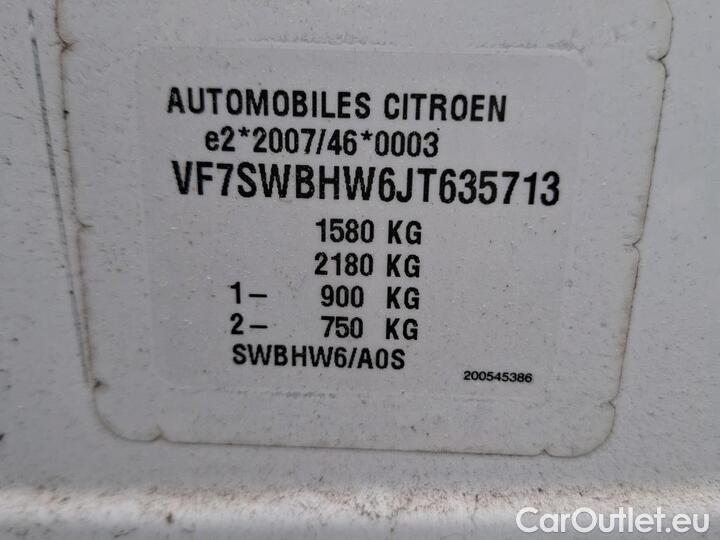 AUTOMOBILES CITROEN
e2*2007/46*0003
VF7SWBHW6JT635713
1580 KG
2180 KG
1- 900 KG
2- 750 KG
SWBHW6/A0S
200545386
CarOutlet.eu